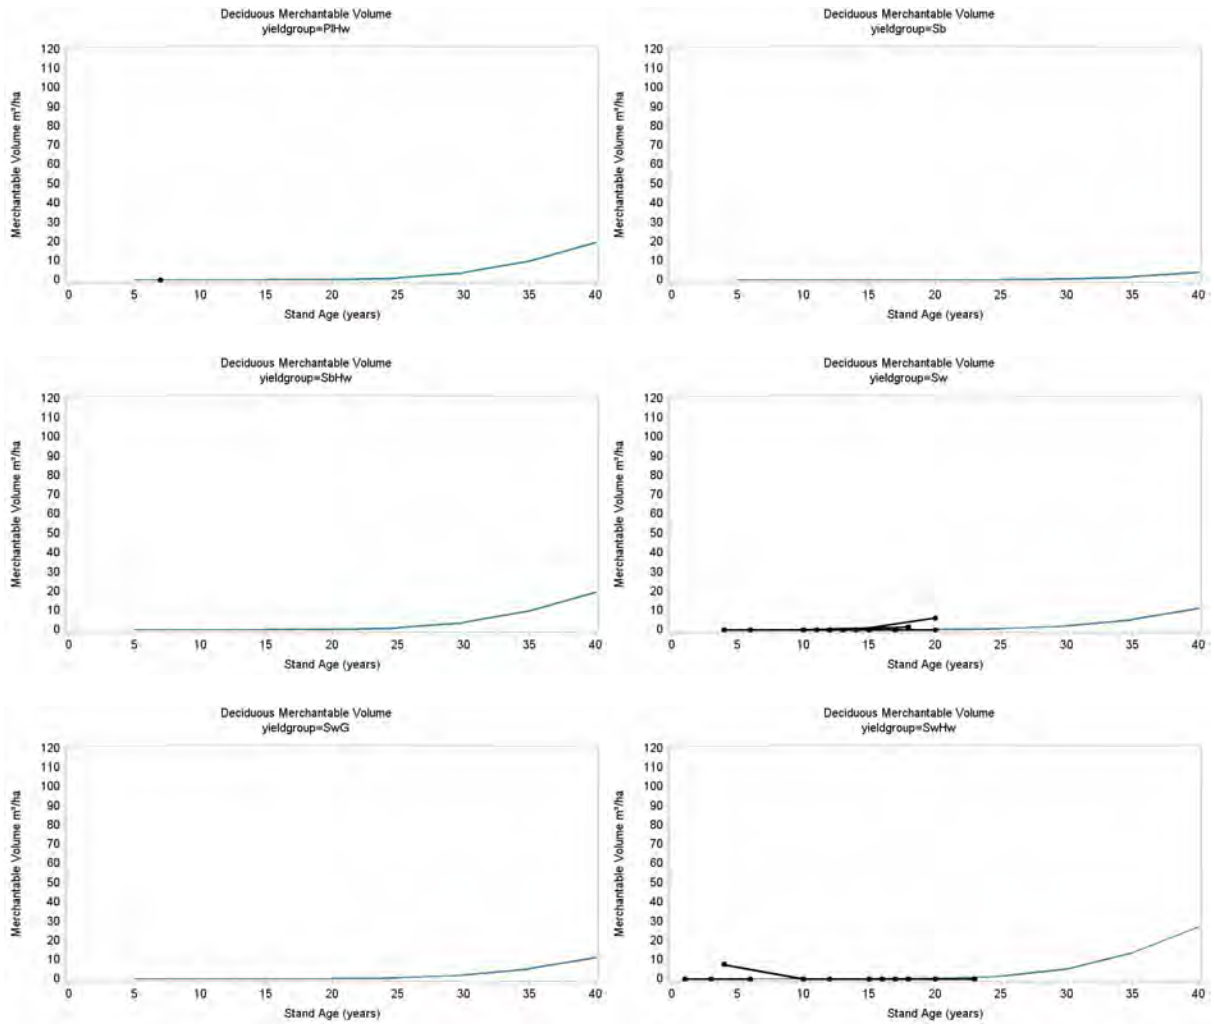 Deciduous Merchantable Volume
yieldgroup=PlHw
120
110
100
90
80
70
60
50
40
30
20
10
0
Merchantable Volume m³/ha
0 5 10 15 20 25 30 35 40
Stand Age (years)
Deciduous Merchantable Volume
yieldgroup=Sb
120
110
100
90
80
70
60
50
40
30
20
10
0
Merchantable Volume m³/ha
0 5 10 15 20 25 30 35 40
Stand Age (years)
Deciduous Merchantable Volume
yieldgroup=SbHw
120
110
100
90
80
70
60
50
40
30
20
10
0
Merchantable Volume m³/ha
0 5 10 15 20 25 30 35 40
Stand Age (years)
Deciduous Merchantable Volume
yieldgroup=Sw
120
110
100
90
80
70
60
50
40
30
20
10
0
Merchantable Volume m³/ha
0 5 10 15 20 25 30 35 40
Stand Age (years)
Deciduous Merchantable Volume
yieldgroup=SwG
120
110
100
90
80
70
60
50
40
30
20
10
0
Merchantable Volume m³/ha
0 5 10 15 20 25 30 35 40
Stand Age (years)
Deciduous Merchantable Volume
yieldgroup=SwHw
120
110
100
90
80
70
60
50
40
30
20
10
0
Merchantable Volume m³/ha
0 5 10 15 20 25 30 35 40
Stand Age (years)